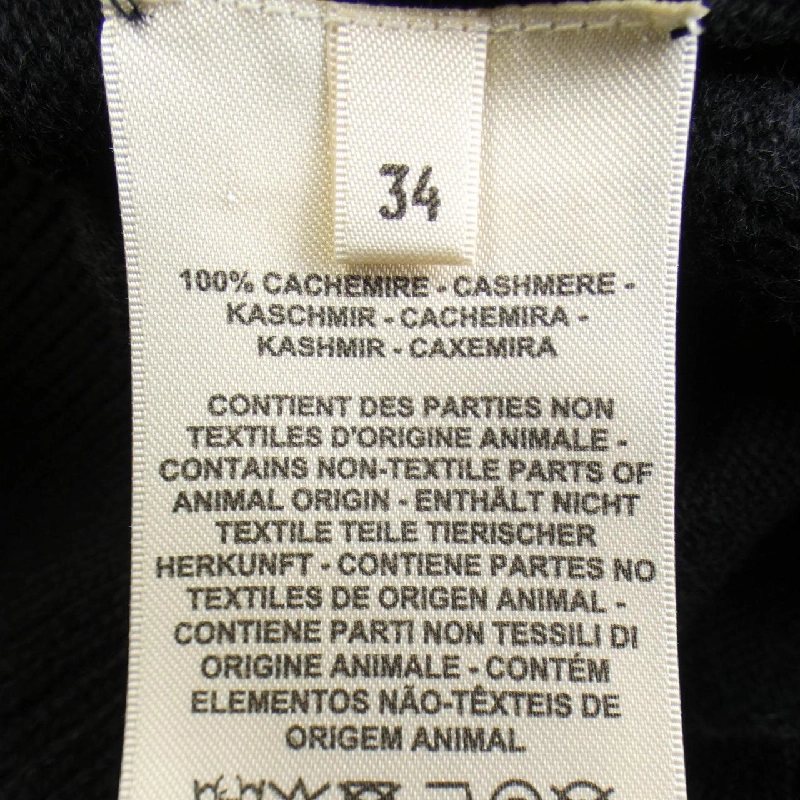 34
100% CACHEMIRE - CASHMERE -
KASCHMIR - CACHEMIRA -
KASHMIR - CAXEMIRA
CONTIENT DES PARTIES NON
TEXTILES D'ORIGINE ANIMALE -
CONTAINS NON-TEXTILE PARTS OF
ANIMAL ORIGIN - ENTHÄLT NICHT
TEXTILE TEILE TIERISCHER
HERKUNFT - CONTIENE PARTES NO
TEXTILES DE ORIGEN ANIMAL -
CONTIENE PARTI NON TESSILI DI
ORIGINE ANIMALE - CONTÉM
ELEMENTOS NÃO-TÊXTEIS DE
ORIGEM ANIMAL